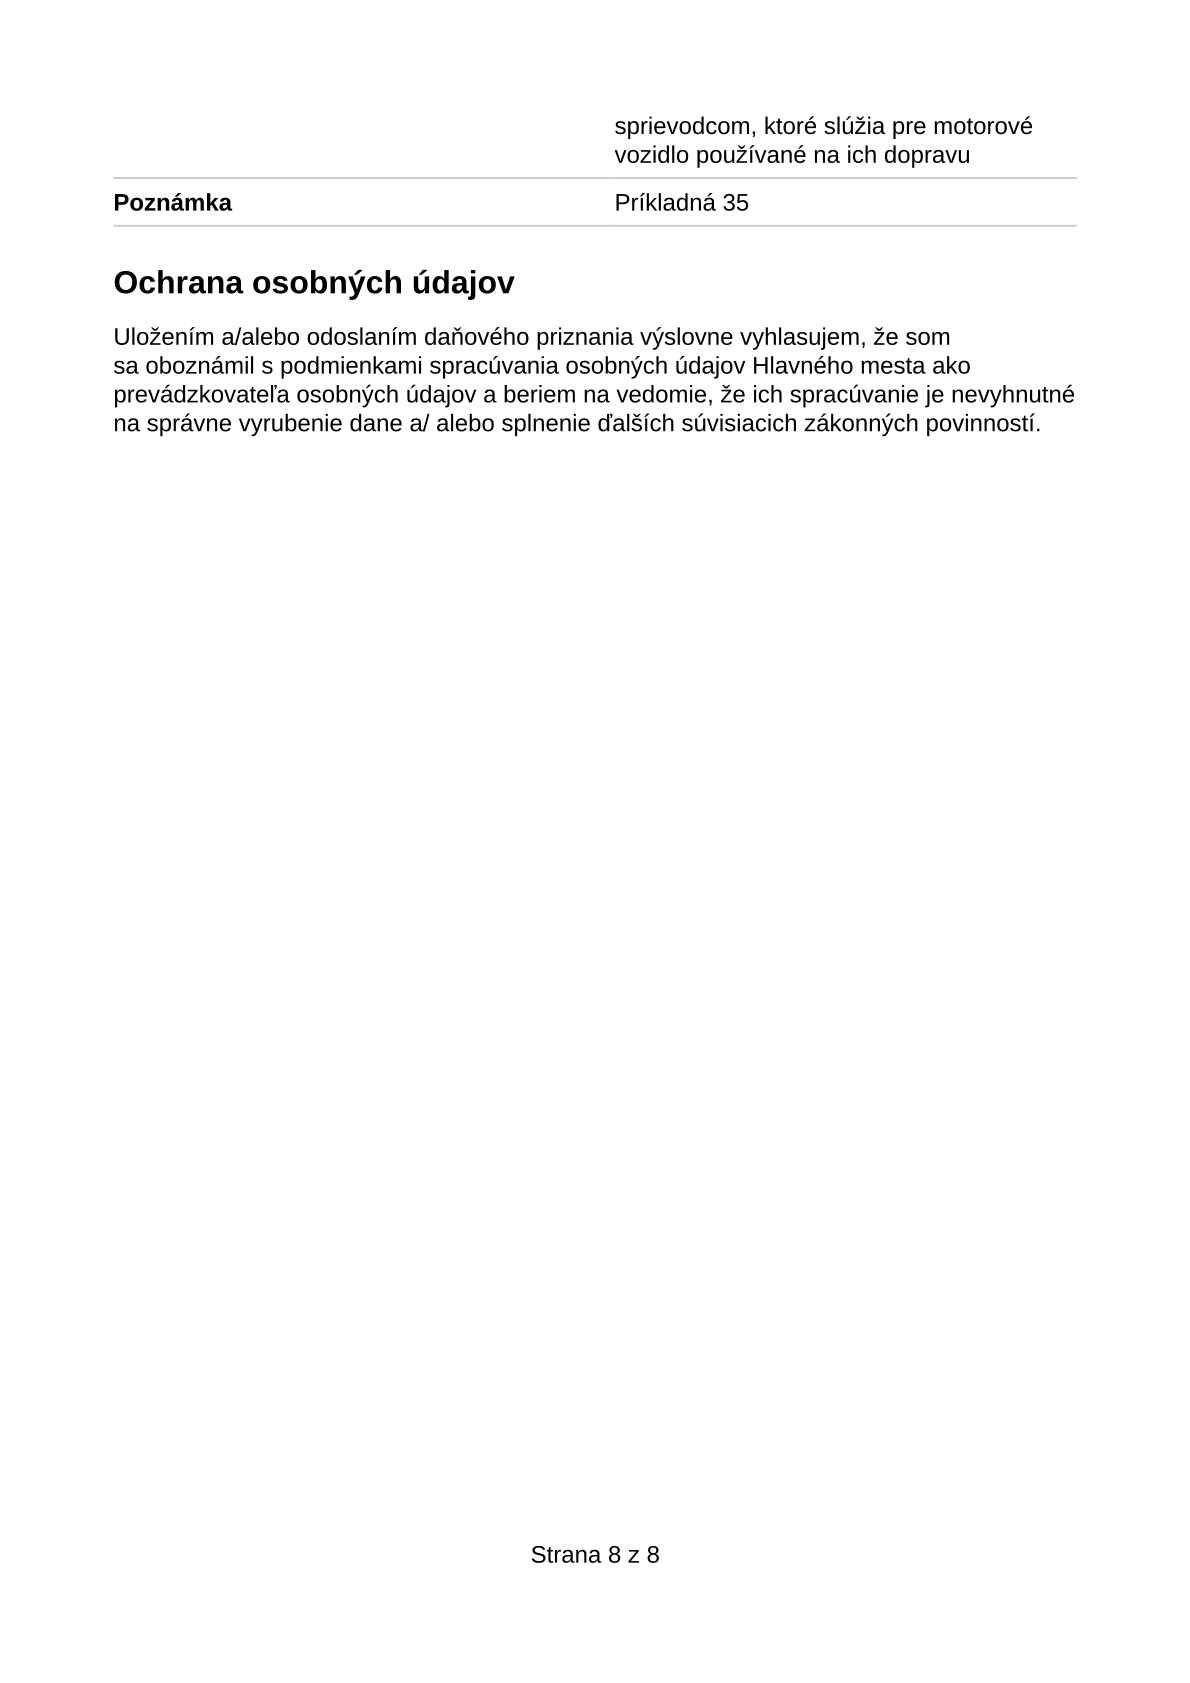 sprievodcom, ktoré slúžia pre motorové
vozidlo používané na ich dopravu
Poznámka Príkladná 35
Ochrana osobných údajov
Uložením a/alebo odoslaním daňového priznania výslovne vyhlasujem, že som
sa oboznámil s podmienkami spracúvania osobných údajov Hlavného mesta ako
prevádzkovateľa osobných údajov a beriem na vedomie, že ich spracúvanie je nevyhnutné
na správne vyrubenie dane a/ alebo splnenie ďalších súvisiacich zákonných povinností.
Strana 8 z 8